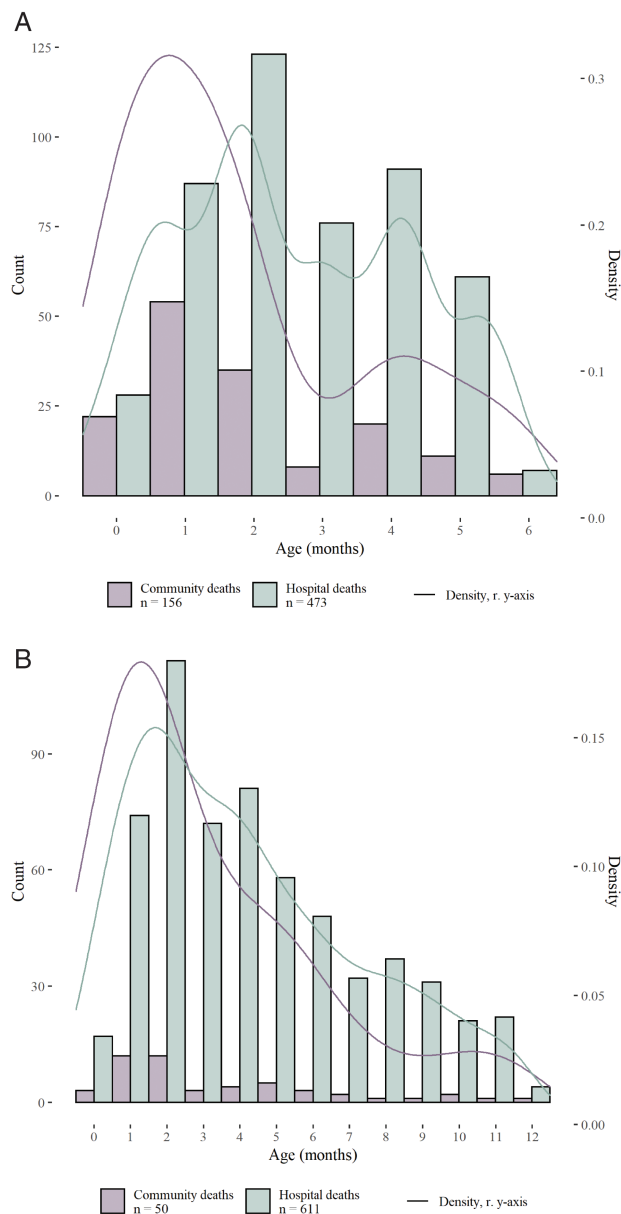 A
125
100
75
50
25
0
Count
0.3
0.2
0.1
0.0
Density
0 1 2 3 4 5 6
Age (months)
Community deaths
n = 156
Hospital deaths
n = 473
Density, r. y-axis
B
90
60
30
0
Count
0.15
0.10
0.05
0.00
Density
0 1 2 3 4 5 6 7 8 9 10 11 12
Age (months)
Community deaths
n = 50
Hospital deaths
n = 611
Density, r. y-axis